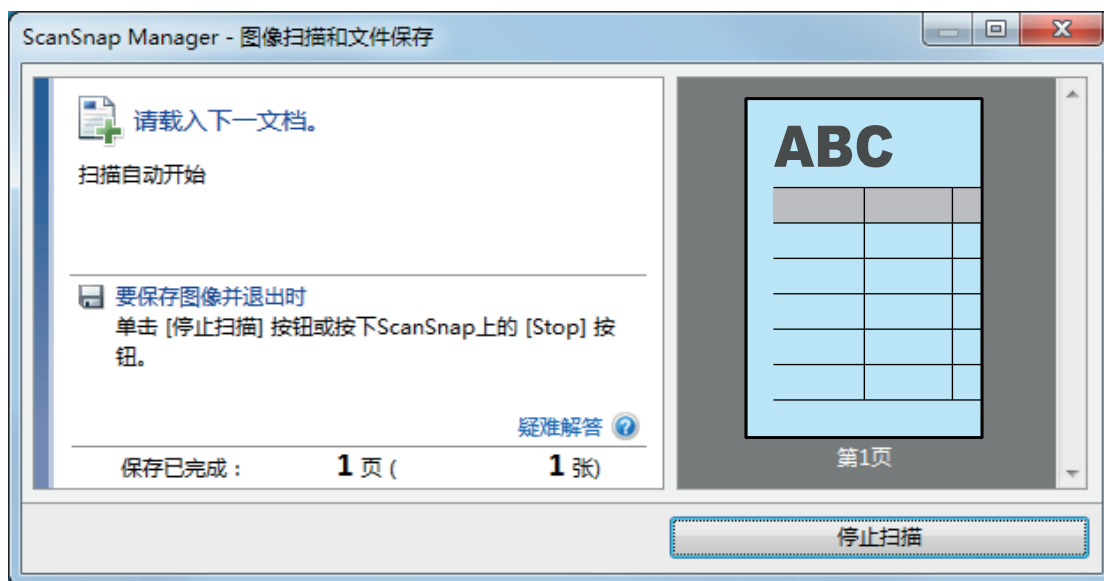 ScanSnap Manager - 图像扫描和文件保存
请载入下一文档。
扫描自动开始
要保存图像并退出时
单击 [停止扫描] 按钮或按下ScanSnap上的 [Stop] 按
钮。
疑难解答
保存已完成： 1 页 ( 1 张)
ABC
第1页
停止扫描